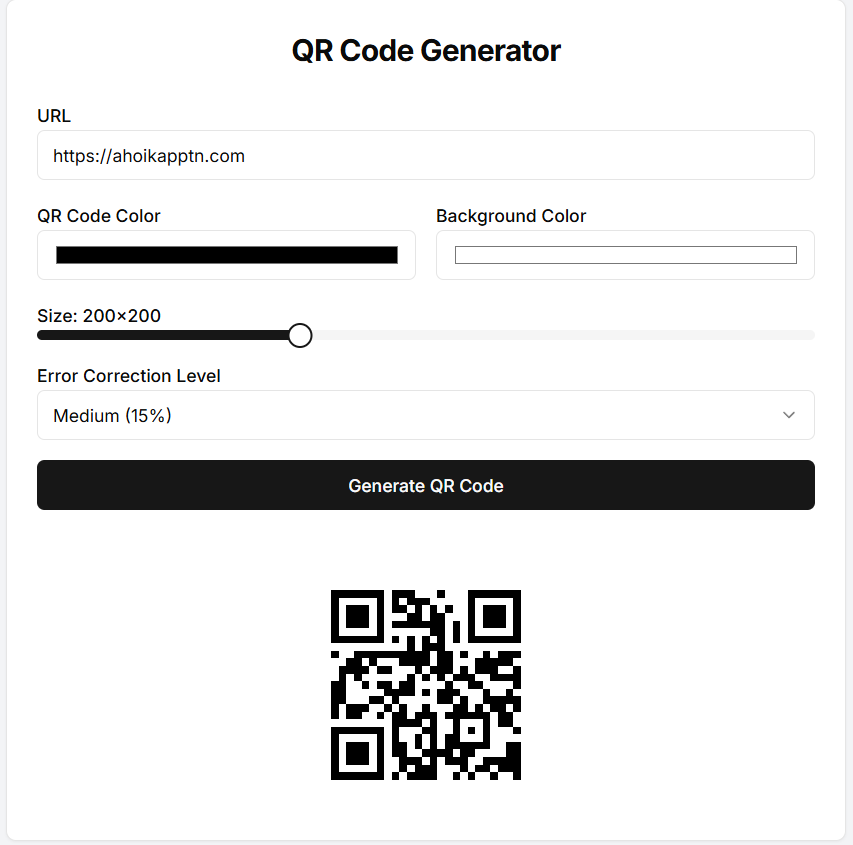 QR Code Generator
URL
https://ahoikapptn.com
QR Code Color
Background Color
Size: 200×200
Error Correction Level
Medium (15%)
Generate QR Code